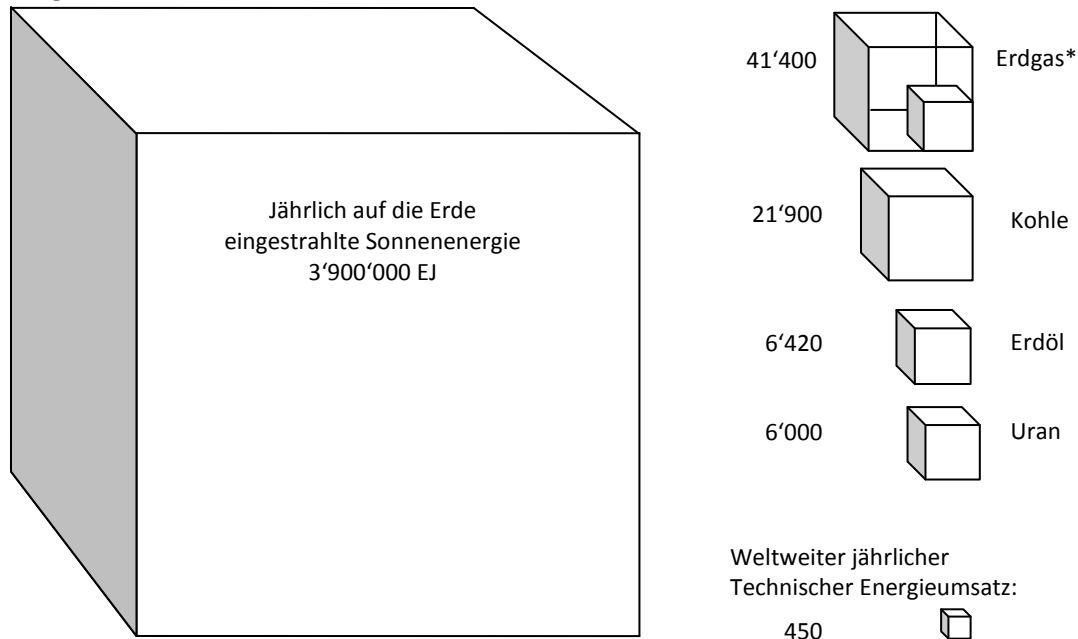 Jährlich auf die Erde
eingestrahlte Sonnenenergie
3‘900‘000 EJ
41‘400 Erdgas*
21‘900 Kohle
6‘420 Erdöl
6‘000 Uran
Weltweiter jährlicher
Technischer Energieumsatz:
450